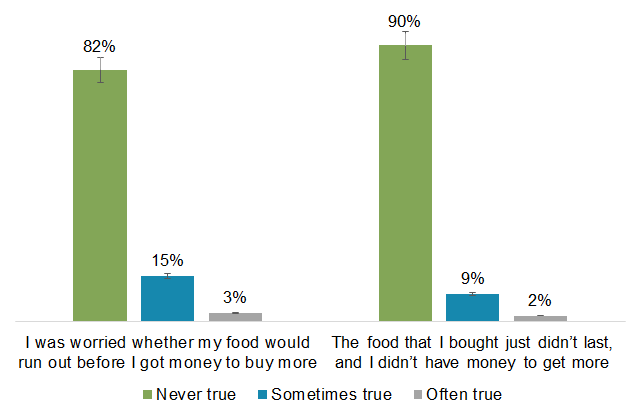 82%
15%
3%
90%
9%
2%
I was worried whether my food would
run out before I got money to buy more
The food that I bought just didn’t last,
and I didn’t have money to get more
Never true
Sometimes true
Often true